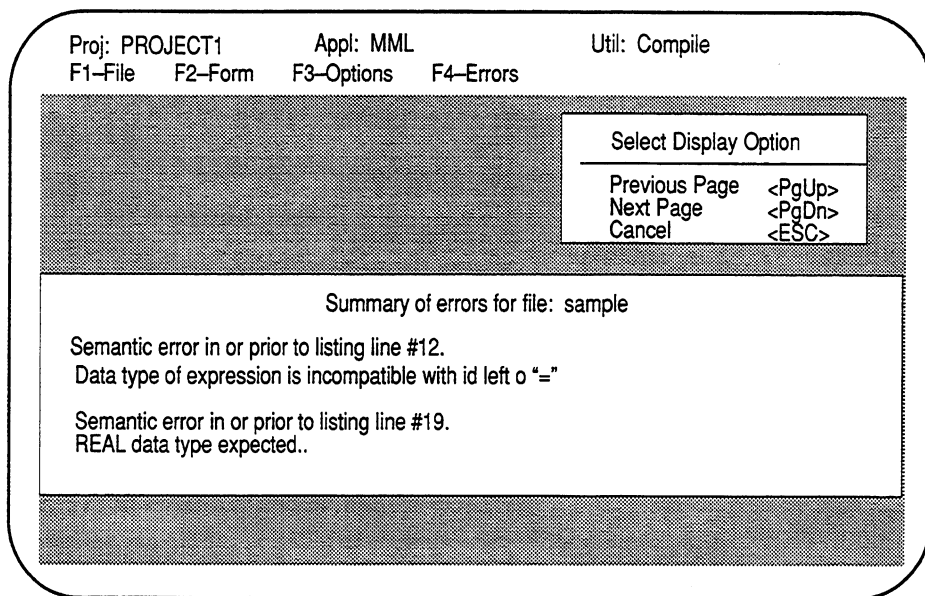 Proj: PROJECT1 Appl: MML Util: Compile
F1–File F2–Form F3–Options F4–Errors
Select Display Option
Previous Page <PgUp>
Next Page <PgDn>
Cancel <ESC>
Summary of errors for file: sample
Semantic error in or prior to listing line #12.
Data type of expression is incompatible with id left o “=”
Semantic error in or prior to listing line #19.
REAL data type expected..